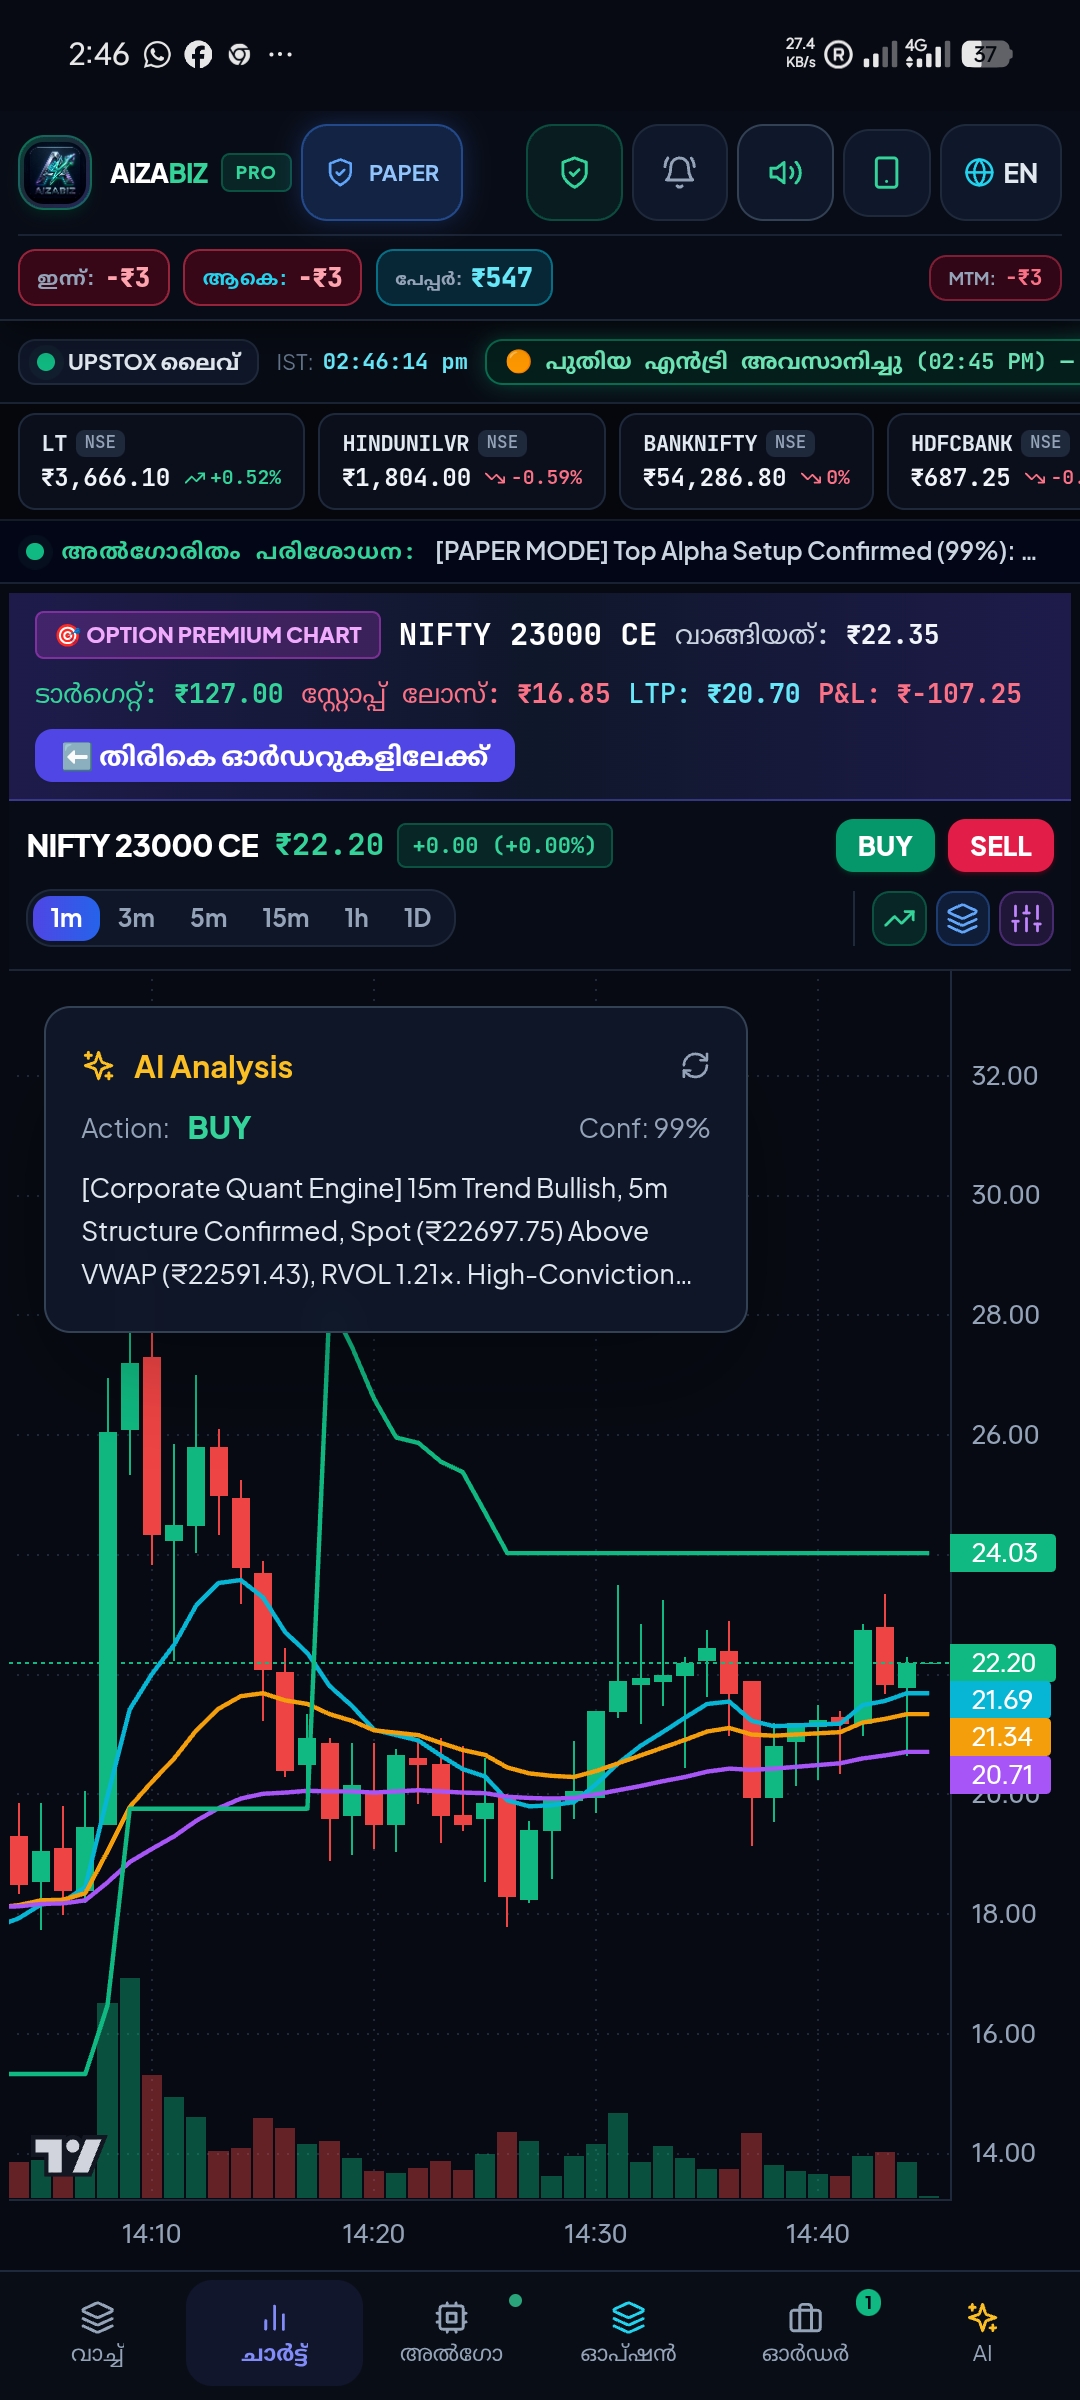 2:46 ... 27.4 KB/s R 4G 37
AIZABIZ PRO PAPER EN
ഇന്ന്: -₹3 ആകെ: -₹3 പേപ്പർ: ₹547 MTM: -₹3
UPSTOX ലൈവ് IST: 02:46:14 pm 🟠 പുതിയ എൻട്രി അവസാനിച്ചു (02:45 PM) –
LT NSE HINDUNILVR NSE BANKNIFTY NSE HDFCBANK NSE
₹3,666.10 +0.52% ₹1,804.00 -0.59% ₹54,286.80 0% ₹687.25 -0.
അൽഗോരിതം പരിശോധന: [PAPER MODE] Top Alpha Setup Confirmed (99%): ...
🎯 OPTION PREMIUM CHART NIFTY 23000 CE വാങ്ങിയത്: ₹22.35
ടാർഗെറ്റ്: ₹127.00 സ്റ്റോപ്പ് ലോസ്: ₹16.85 LTP: ₹20.70 P&L: ₹-107.25
⬅️ തിരികെ ഓർഡറുകളിലേക്ക്
NIFTY 23000 CE ₹22.20 +0.00 (+0.00%) BUY SELL
1m 3m 5m 15m 1h 1D
AI Analysis
Action: BUY Conf: 99%
[Corporate Quant Engine] 15m Trend Bullish, 5m
Structure Confirmed, Spot (₹22697.75) Above
VWAP (₹22591.43), RVOL 1.21x. High-Conviction...
32.00
30.00
28.00
26.00
24.03
22.20
21.69
21.34
20.71
20.00
18.00
16.00
14.00
14:10 14:20 14:30 14:40
വാച്ച് ചാർട്ട് അൽഗോ ഓപ്ഷൻ ഓർഡർ 1 AI